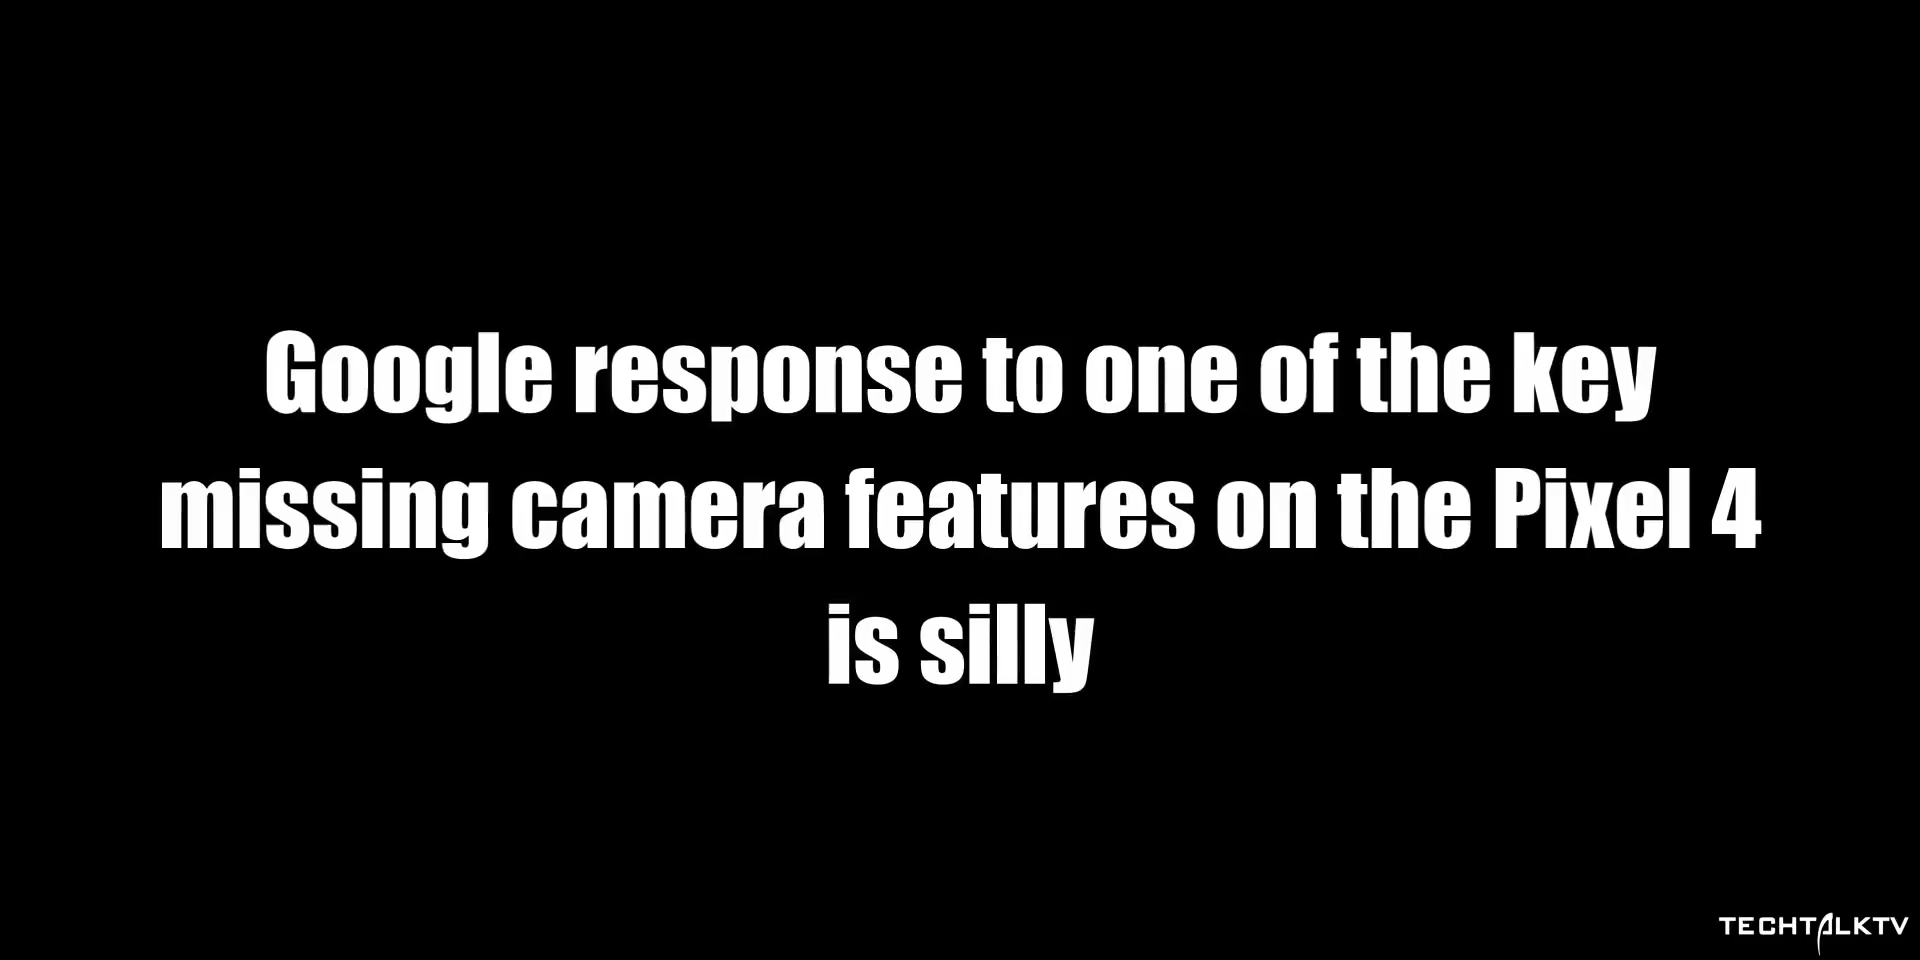 Google response to one of the key
missing camera features on the Pixel 4
is silly
TECHTALKTV